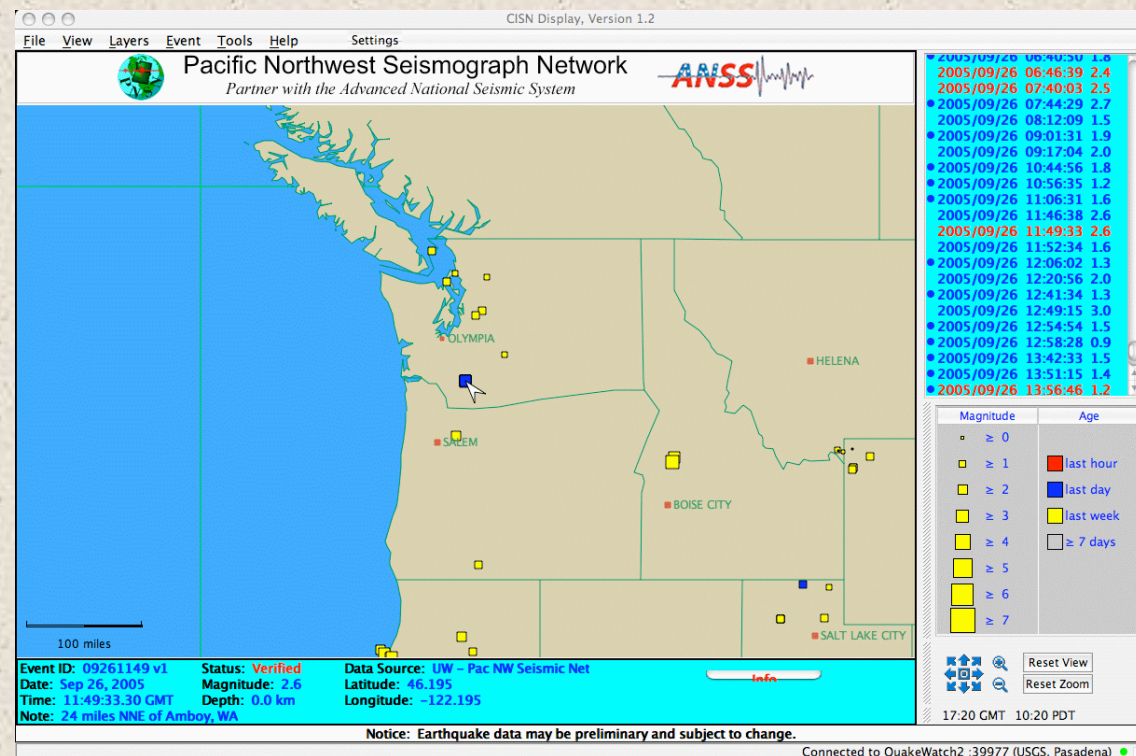 CISN Display, Version 1.2
File View Layers Event Tools Help Settings
Pacific Northwest Seismograph Network
Partner with the Advanced National Seismic System
ANSS
OLYMPIA
HELENA
SALEM
BOISE CITY
SALT LAKE CITY
100 miles
2005/09/26 06:40:50 1.8
2005/09/26 06:46:39 2.4
2005/09/26 07:40:03 2.5
2005/09/26 07:44:29 2.7
2005/09/26 08:12:09 1.5
2005/09/26 09:01:31 1.9
2005/09/26 09:17:04 2.0
2005/09/26 10:44:56 1.8
2005/09/26 10:56:35 1.2
2005/09/26 11:06:31 1.6
2005/09/26 11:46:38 2.6
2005/09/26 11:49:33 2.6
2005/09/26 11:52:34 1.6
2005/09/26 12:06:02 1.3
2005/09/26 12:20:56 2.0
2005/09/26 12:41:34 1.3
2005/09/26 12:49:15 3.0
2005/09/26 12:54:54 1.5
2005/09/26 12:58:28 0.9
2005/09/26 13:42:33 1.5
2005/09/26 13:51:15 1.4
2005/09/26 13:56:46 1.2
Magnitude Age
≥ 0
≥ 1 last hour
≥ 2 last day
≥ 3 last week
≥ 4 ≥ 7 days
≥ 5
≥ 6
≥ 7
Reset View
Reset Zoom
17:20 GMT 10:20 PDT
Event ID: 09261149 v1 Status: Verified Data Source: UW - Pac NW Seismic Net
Date: Sep 26, 2005 Magnitude: 2.6 Latitude: 46.195
Time: 11:49:33.30 GMT Depth: 0.0 km Longitude: -122.195
Note: 24 miles NNE of Amboy, WA
Info
Notice: Earthquake data may be preliminary and subject to change.
Connected to QuakeWatch2 :39977 (USGS, Pasadena)